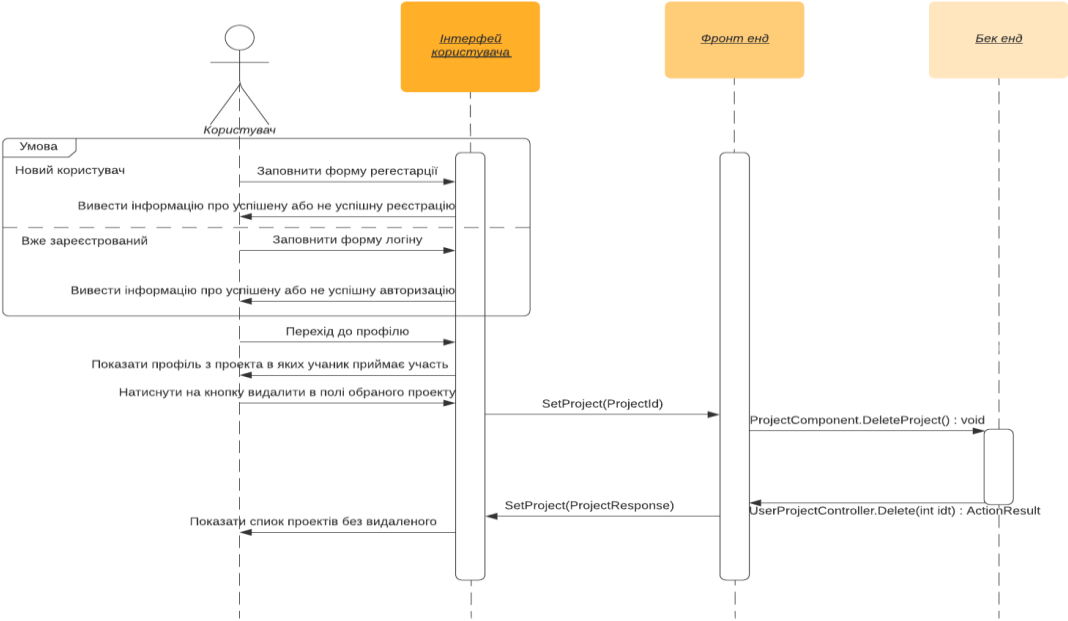 Інтерфей
користувача
Фронт енд
Бек енд
Користувач
Умова
Новий користувач
Заповнити форму регестарції
Вивести інформацію про успішену або не успішну реєстрацію
Вже зареєстрований
Заповнити форму логіну
Вивести інформацію про успішену або не успішну авторизацію
Перехід до профілю
Показати профіль з проекта в яких учаник приймає участь
Натиснути на кнопку видалити в полі обраного проекту
SetProject(ProjectId)
ProjectComponent.DeleteProject() : void
SetProject(ProjectResponse)
UserProjectController.Delete(int idt) : ActionResult
Показати спиок проектів без видаленого